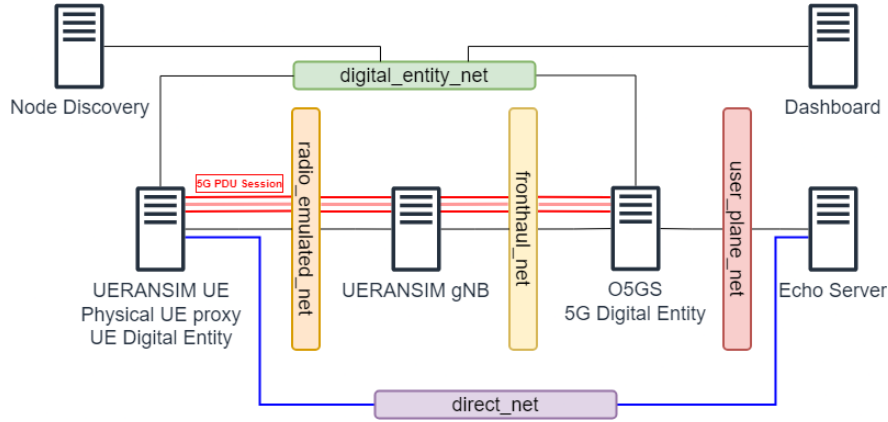 digital_entity_net
Node Discovery
Dashboard
radio_emulated_net
fronthaul_net
user_plane_net
5G PDU Session
UERANSIM UE
Physical UE proxy
UE Digital Entity
UERANSIM gNB
O5GS
5G Digital Entity
Echo Server
direct_net